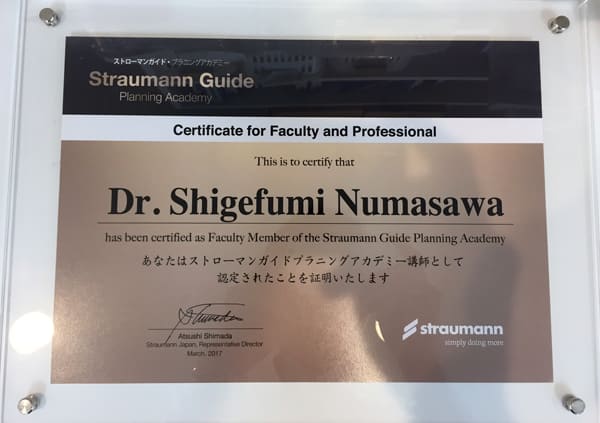 ストローマンガイド・プラニングアカデミー
Straumann Guide
Planning Academy
Certificate for Faculty and Professional
This is to certify that
Dr. Shigefumi Numasawa
has been certified as Faculty Member of the Straumann Guide Planning Academy
あなたはストローマンガイドプラニングアカデミー講師として
認定されたことを証明いたします
Atsushi Shimada
Straumann Japan, Representative Director
March, 2017
straumann
simply doing more